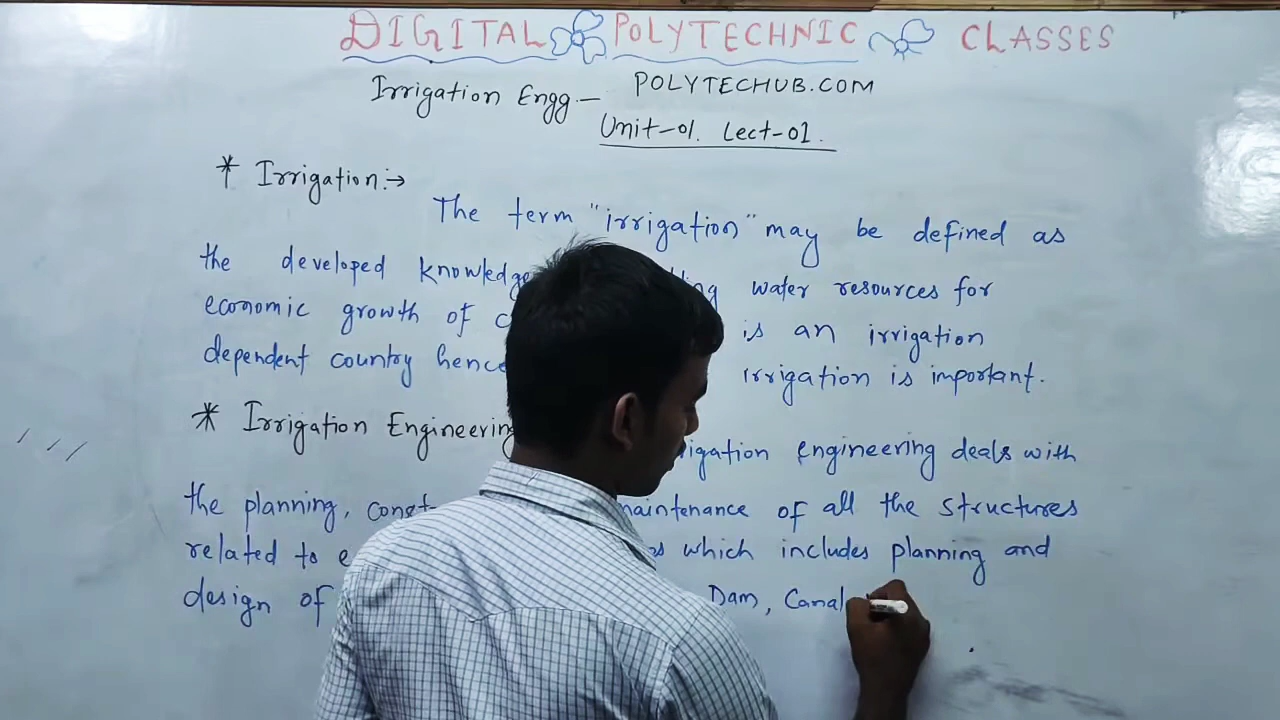 DIGITAL POLYTECHNIC CLASSES
Irrigation Engg.— POLYTECHUB.COM
Unit-01. Lect-01.
* Irrigation:→
The term "irrigation" may be defined as
the developed knowledge water resources for
economic growth of is an irrigation
dependent country hence irrigation is important.
* Irrigation Engineering
engineering deals with
the planning, maintenance of all the structures
related to which includes planning and
design of Dam, Canal